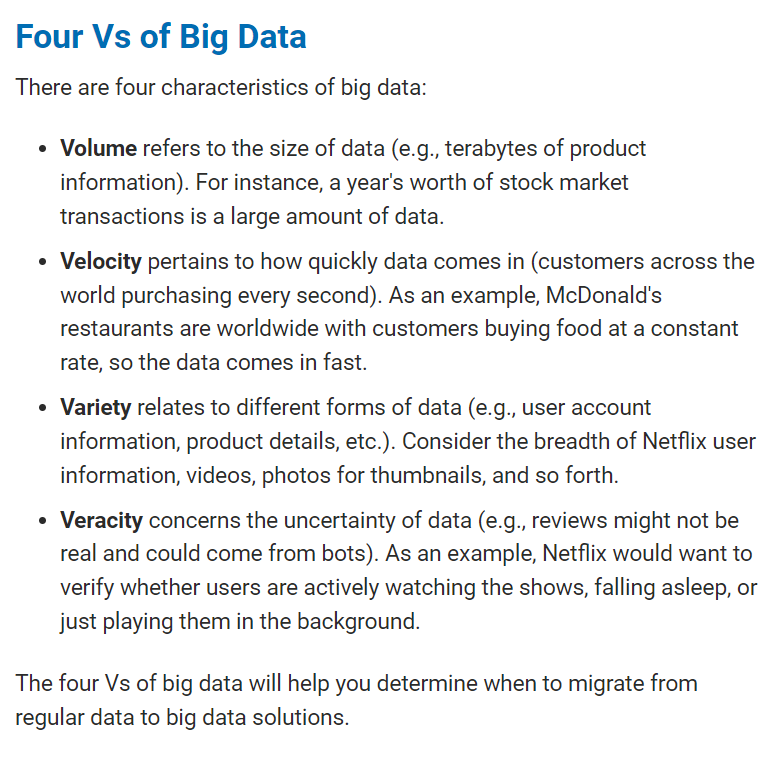 Four Vs of Big Data
There are four characteristics of big data:
• Volume refers to the size of data (e.g., terabytes of product
information). For instance, a year's worth of stock market
transactions is a large amount of data.
• Velocity pertains to how quickly data comes in (customers across the
world purchasing every second). As an example, McDonald's
restaurants are worldwide with customers buying food at a constant
rate, so the data comes in fast.
• Variety relates to different forms of data (e.g., user account
information, product details, etc.). Consider the breadth of Netflix user
information, videos, photos for thumbnails, and so forth.
• Veracity concerns the uncertainty of data (e.g., reviews might not be
real and could come from bots). As an example, Netflix would want to
verify whether users are actively watching the shows, falling asleep, or
just playing them in the background.
The four Vs of big data will help you determine when to migrate from
regular data to big data solutions.